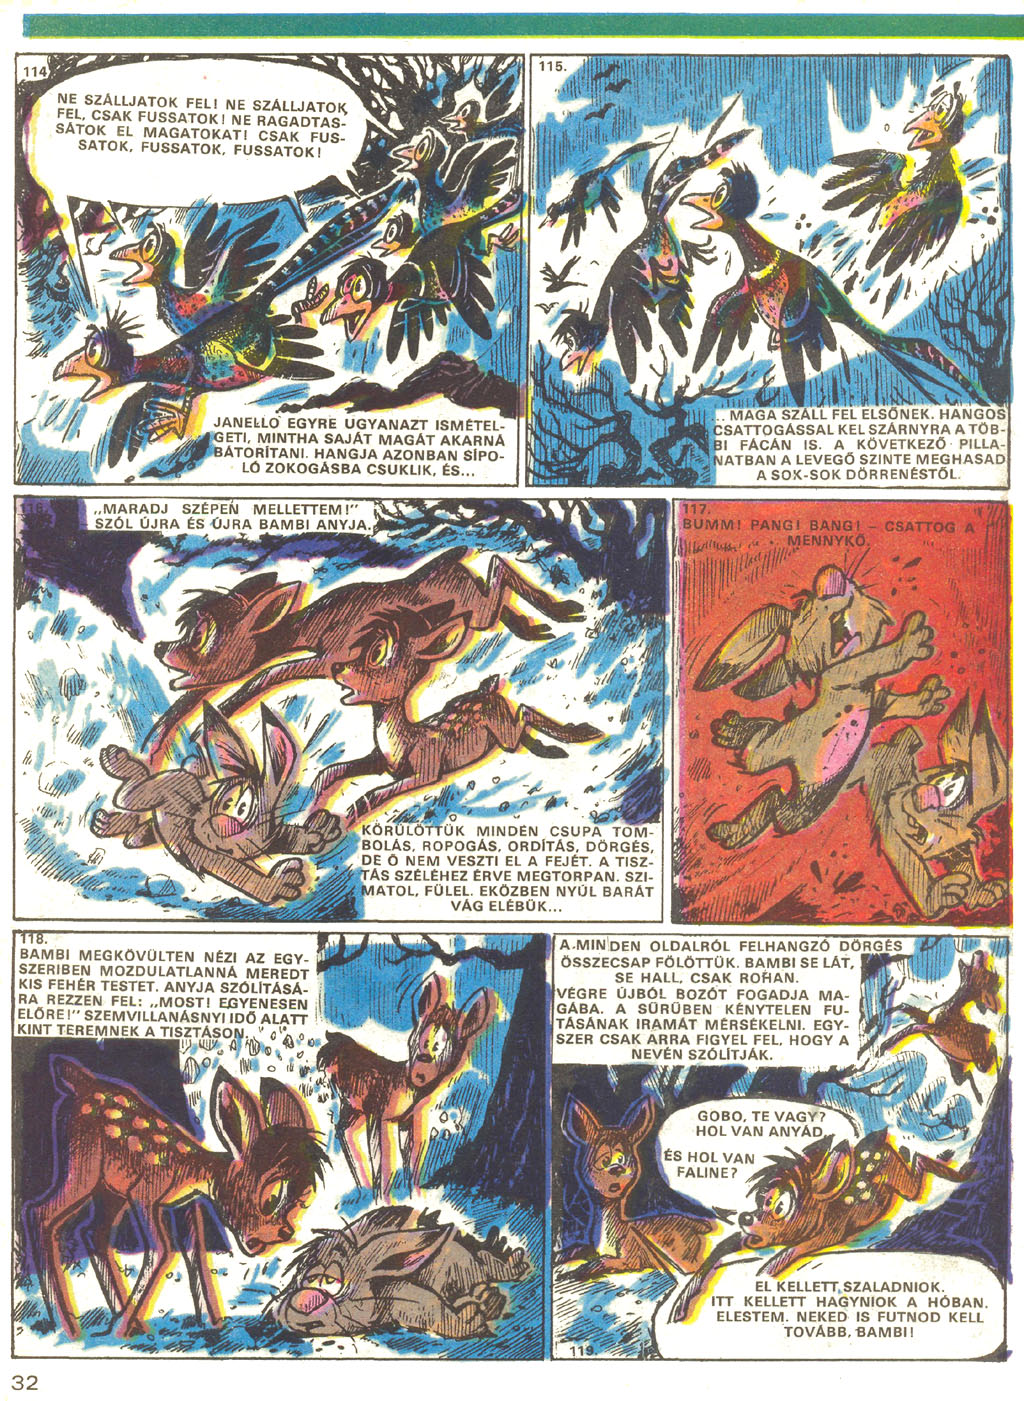 114
NE SZÁLLJATOK FEL! NE SZÁLLJATOK
FEL, CSAK FUSSATOK! NE RAGADTAS-
SÁTOK EL MAGATOKAT! CSAK FUS-
SATOK, FUSSATOK, FUSSATOK!
JANELLO EGYRE UGYANAZT ISMÉTEL-
GETI, MINTHA SAJÁT MAGÁT AKARNÁ
BÁTORÍTANI. HANGJA AZONBAN SÍPO-
LÓ ZOKOGÁSBA CSUKLIK, ÉS...
115.
. MAGA SZÁLL FEL ELSŐNEK. HANGOS
CSATTOGÁSSAL KEL SZÁRNYRA A TÖB-
BI FÁCÁN IS. A KÖVETKEZŐ PILLA-
NATBAN A LEVEGŐ SZINTE MEGHASAD
A SOK-SOK DÖRRENÉSTŐL.
116.
„MARADJ SZÉPEN MELLETTEM!"
SZÓL ÚJRA ÉS ÚJRA BAMBI ANYJA.
KÖRÜLÖTTÜK MINDEN CSUPA TOM-
BOLÁS, ROPOGÁS, ORDÍTÁS, DÖRGÉS,
DE Ő NEM VESZTI EL A FEJÉT. A TISZ-
TÁS SZÉLÉHEZ ÉRVE MEGTORPAN. SZI-
MATOL, FÜLEL. EKÖZBEN NYÚL BARÁT
VÁG ELÉBÜK...
117.
BUMM! PANG! BANG! – CSATTOG A
MENNYKŐ.
118.
BAMBI MEGKÖVÜLTEN NÉZI AZ EGY-
SZERIBEN MOZDULATLANNÁ MEREDT
KIS FEHÉR TESTET. ANYJA SZÓLÍTÁSÁ-
RA REZZEN FEL: „MOST! EGYENESEN
ELŐRE!" SZEMVILLANÁSNYI IDŐ ALATT
KINT TEREMNEK A TISZTÁSON.
A MINDEN OLDALRÓL FELHANGZÓ DÖRGÉS
ÖSSZECSAP FÖLÖTTÜK. BAMBI SE LÁT,
SE HALL, CSAK ROHAN.
VÉGRE ÚJBÓL BOZÓT FOGADJA MA-
GÁBA. A SŰRŰBEN KÉNYTELEN FU-
TÁSÁNAK IRAMÁT MÉRSÉKELNI. EGY-
SZER CSAK ARRA FIGYEL FEL, HOGY A
NEVÉN SZÓLÍTJÁK.
GOBO, TE VAGY?
HOL VAN ANYÁD
ÉS HOL VAN
FALINE?
EL KELLETT SZALADNIOK.
ITT KELLETT HAGYNIOK A HÓBAN.
ELESTEM. NEKED IS FUTNOD KELL
TOVÁBB, BAMBI!
119.
32